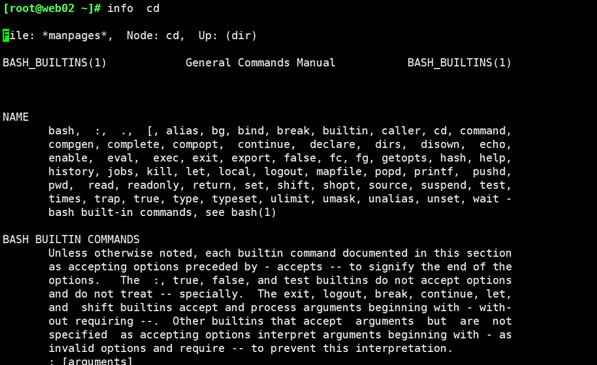 [root@web02 ~]# info  cd
File: *manpages*,  Node: cd,  Up: (dir)
BASH_BUILTINS(1)            General Commands Manual           BASH_BUILTINS(1)
NAME
bash,  :,  .,  [, alias, bg, bind, break, builtin, caller, cd, command,
compgen, complete, compopt,  continue,  declare,  dirs,  disown,  echo,
enable,  eval,  exec, exit, export, false, fc, fg, getopts, hash, help,
history, jobs, kill, let, local, logout, mapfile, popd, printf,  pushd,
pwd,  read, readonly, return, set, shift, shopt, source, suspend, test,
times, trap, true, type, typeset, ulimit, umask, unalias, unset, wait -
bash built-in commands, see bash(1)
BASH BUILTIN COMMANDS
Unless otherwise noted, each builtin command documented in this section
as accepting options preceded by - accepts -- to signify the end of the
options.   The  :, true, false, and test builtins do not accept options
and do not treat -- specially.  The exit, logout, break, continue, let,
and  shift builtins accept and process arguments beginning with - with-
out requiring --.  Other builtins that accept  arguments  but  are  not
specified  as accepting options interpret arguments beginning with - as
invalid options and require -- to prevent this interpretation.
: [arguments]